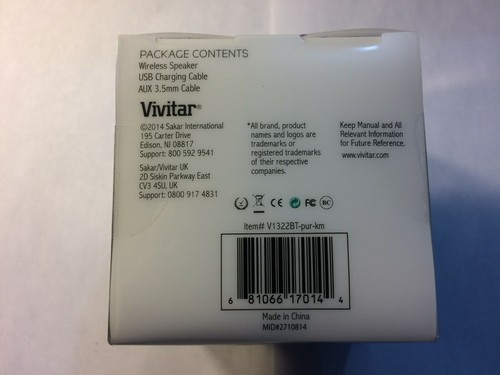 PACKAGE CONTENTS
Wireless Speaker
USB Charging Cable
AUX 3.5mm Cable
Vivitar®
©2014 Sakar International
195 Carter Drive
Edison, NJ 08817
Support: 800 592 9541
Sakar/Vivitar UK
2D Siskin Parkway East
CV3 4SU, UK
Support: 0800 917 4831
*All brand, product
names and logos are
trademarks or
registered trademarks
of their respective
companies.
Keep Manual and All
Relevant Information
for Future Reference.
www.vivitar.com
CE FC BC
Item# V1322BT-pur-km
6 81066 17014 4
Made in China
MID#2710814